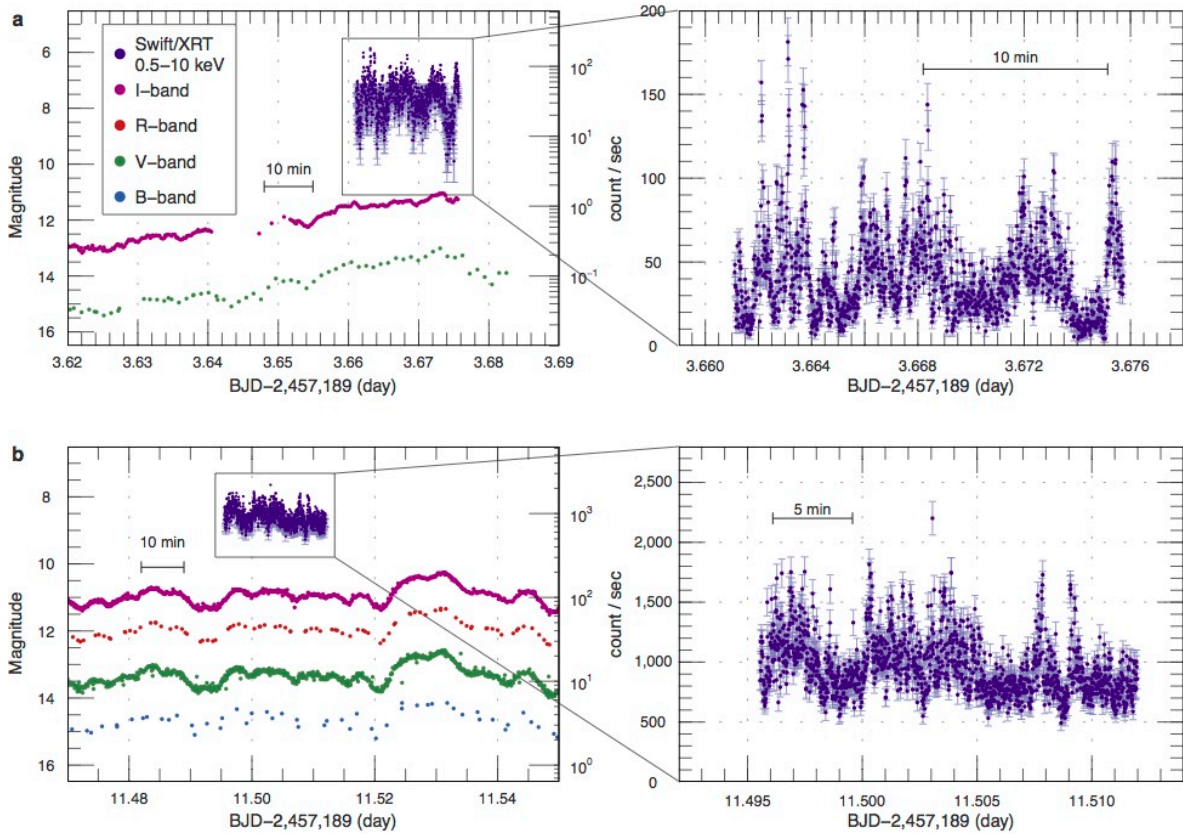 a
Magnitude
6
8
10
12
14
16
Swift/XRT
0.5–10 keV
I–band
R–band
V–band
B–band
10 min
10²
10¹
10⁰
10⁻¹
3.62 3.63 3.64 3.65 3.66 3.67 3.68 3.69
BJD−2,457,189 (day)
count / sec
200
150
100
50
0
10 min
3.660 3.664 3.668 3.672 3.676
BJD−2,457,189 (day)
b
Magnitude
8
10
12
14
16
10 min
10³
10²
10¹
10⁰
11.48 11.50 11.52 11.54
BJD−2,457,189 (day)
count / sec
2,500
2,000
1,500
1,000
500
0
5 min
11.495 11.500 11.505 11.510
BJD−2,457,189 (day)